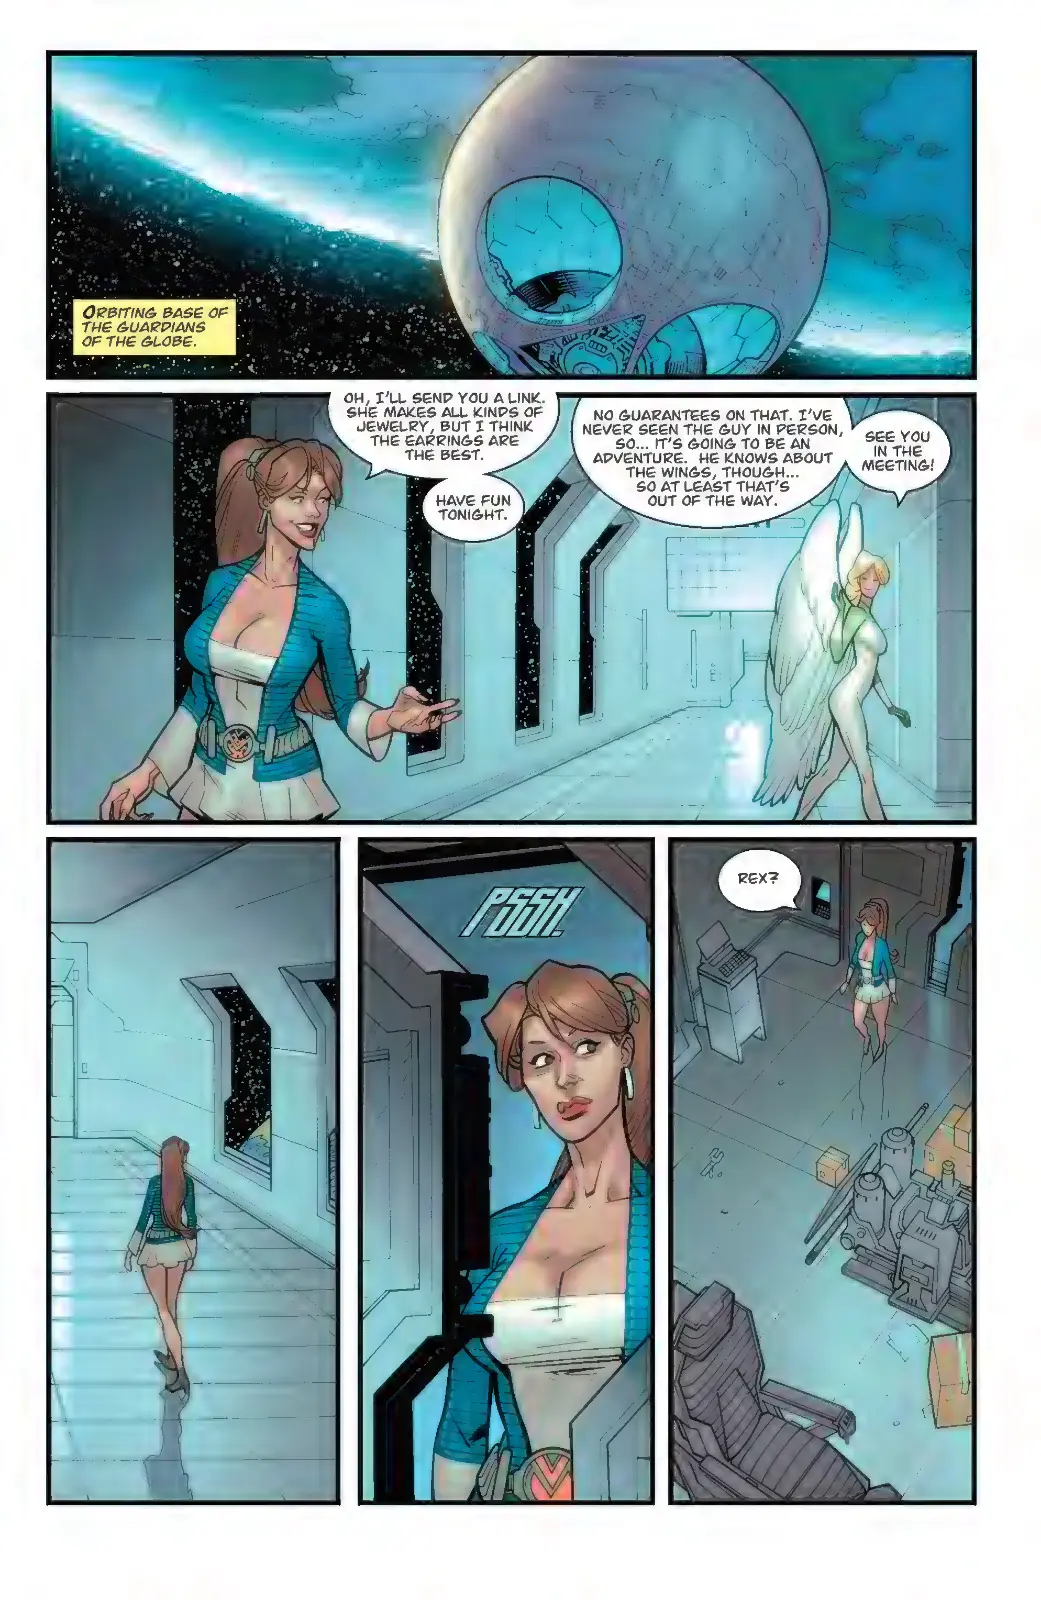 ORBITING BASE OF
THE GUARDIANS
OF THE GLOBE.
OH, I'LL SEND YOU A LINK.
SHE MAKES ALL KINDS OF
JEWELRY, BUT I THINK
THE EARRINGS ARE
THE BEST.
HAVE FUN
TONIGHT.
NO GUARANTEES ON THAT. I'VE
NEVER SEEN THE GUY IN PERSON,
SO... IT'S GOING TO BE AN
ADVENTURE. HE KNOWS ABOUT
THE WINGS, THOUGH...
SO AT LEAST THAT'S
OUT OF THE WAY.
SEE YOU
IN THE
MEETING!
PSSH.
REX?